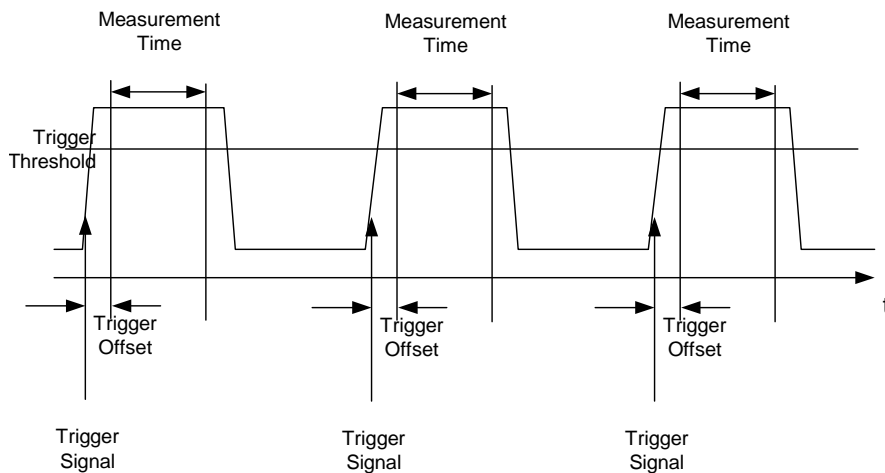 Measurement
Time
Measurement
Time
Measurement
Time
Trigger
Threshold
t
Trigger
Offset
Trigger
Offset
Trigger
Offset
Trigger
Signal
Trigger
Signal
Trigger
Signal